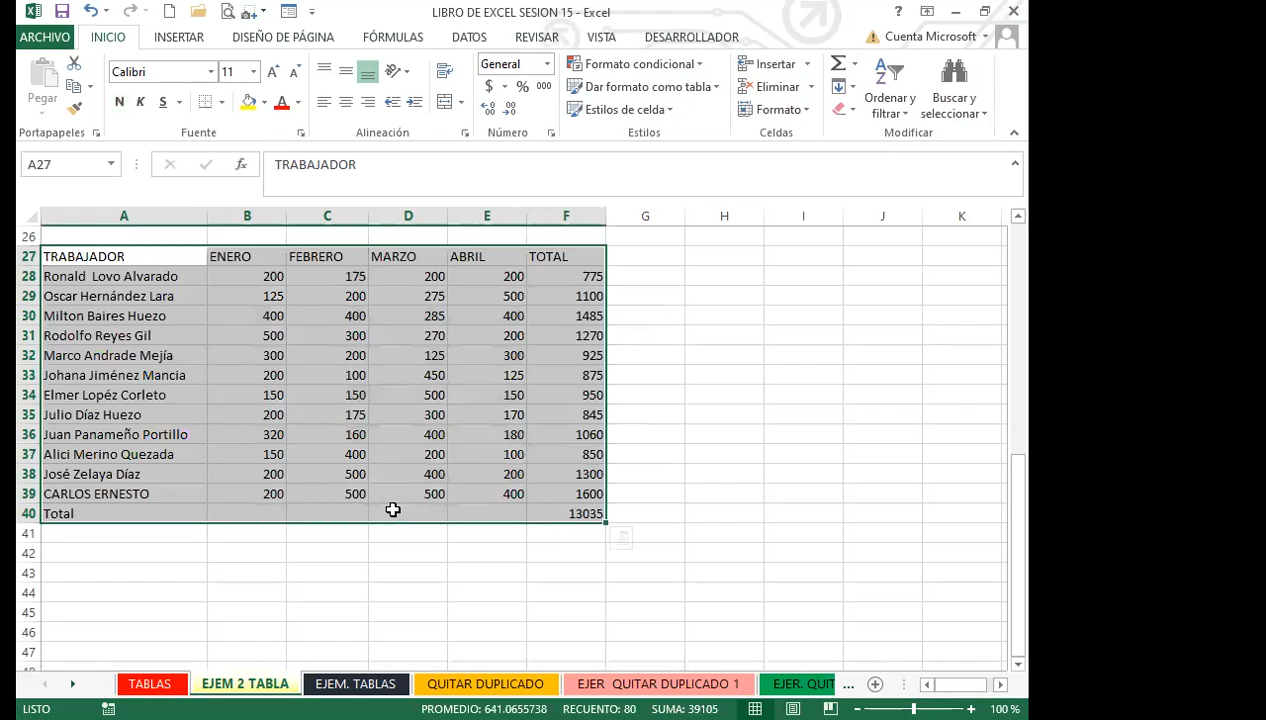 LIBRO DE EXCEL SESION 15 - Excel
?
ARCHIVO INICIO INSERTAR DISEÑO DE PÁGINA FÓRMULAS DATOS REVISAR VISTA DESARROLLADOR Cuenta Microsoft
Pegar
Calibri 11
N K S
General
$ % 000
Formato condicional
Dar formato como tabla
Estilos de celda
Insertar
Eliminar
Formato
Ordenar y filtrar
Buscar y seleccionar
Portapapeles Fuente Alineación Número Estilos Celdas Modificar
A27 fx TRABAJADOR
A B C D E F G H I J K
26
27 TRABAJADOR ENERO FEBRERO MARZO ABRIL TOTAL
28 Ronald Lovo Alvarado 200 175 200 200 775
29 Oscar Hernández Lara 125 200 275 500 1100
30 Milton Baires Huezo 400 400 285 400 1485
31 Rodolfo Reyes Gil 500 300 270 200 1270
32 Marco Andrade Mejía 300 200 125 300 925
33 Johana Jiménez Mancia 200 100 450 125 875
34 Elmer Lopéz Corleto 150 150 500 150 950
35 Julio Díaz Huezo 200 175 300 170 845
36 Juan Panameño Portillo 320 160 400 180 1060
37 Alici Merino Quezada 150 400 200 100 850
38 José Zelaya Díaz 200 500 400 200 1300
39 CARLOS ERNESTO 200 500 500 400 1600
40 Total 13035
41
42
43
44
45
46
47
TABLAS EJEM 2 TABLA EJEM. TABLAS QUITAR DUPLICADO EJER QUITAR DUPLICADO 1 EJER. QUIT ...
LISTO PROMEDIO: 641.0655738 RECUENTO: 80 SUMA: 39105 100 %